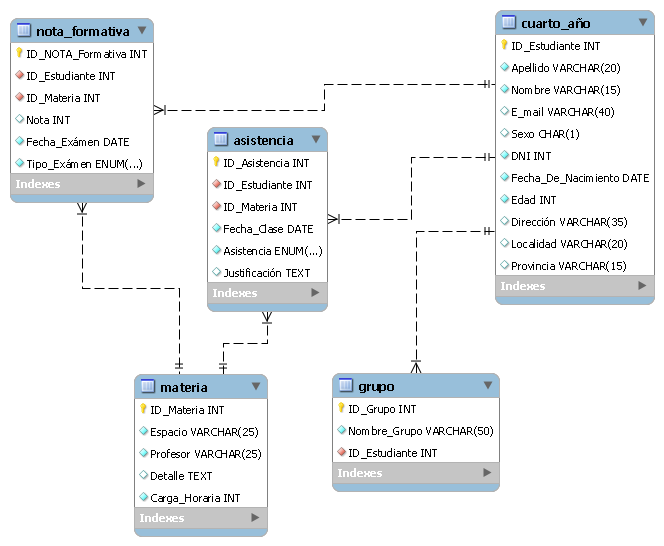 nota_formativa
ID_NOTA_Formativa INT
ID_Estudiante INT
ID_Materia INT
Nota INT
Fecha_Exámen DATE
Tipo_Exámen ENUM(...)
Indexes
asistencia
ID_Asistencia INT
ID_Estudiante INT
ID_Materia INT
Fecha_Clase DATE
Asistencia ENUM(...)
Justificación TEXT
Indexes
cuarto_año
ID_Estudiante INT
Apellido VARCHAR(20)
Nombre VARCHAR(15)
E_mail VARCHAR(40)
Sexo CHAR(1)
DNI INT
Fecha_De_Nacimiento DATE
Edad INT
Dirección VARCHAR(35)
Localidad VARCHAR(20)
Provincia VARCHAR(15)
Indexes
materia
ID_Materia INT
Espacio VARCHAR(25)
Profesor VARCHAR(25)
Detalle TEXT
Carga_Horaria INT
Indexes
grupo
ID_Grupo INT
Nombre_Grupo VARCHAR(50)
ID_Estudiante INT
Indexes